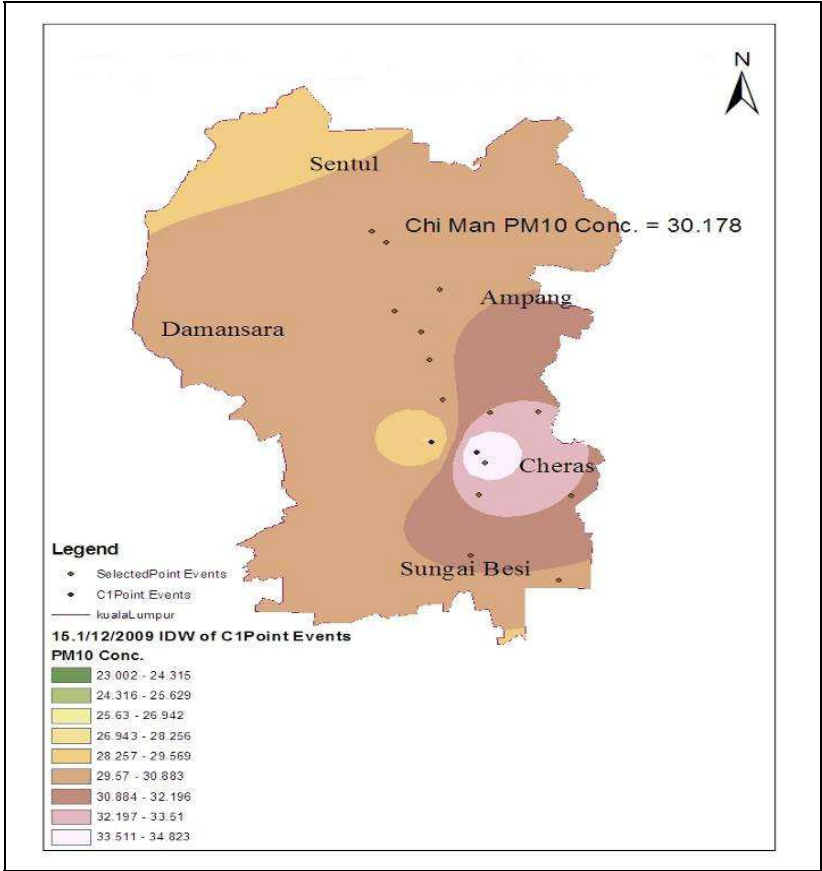 N
Sentul
Chi Man PM10 Conc. = 30.178
Ampang
Damansara
Cheras
Sungai Besi
Legend
SelectedPoint Events
C1Point Events
kualaLumpur
15.1/12/2009 IDW of C1Point Events
PM10 Conc.
23.002 - 24.315
24.316 - 25.629
25.63 - 26.942
26.943 - 28.256
28.257 - 29.569
29.57 - 30.883
30.884 - 32.196
32.197 - 33.51
33.511 - 34.823